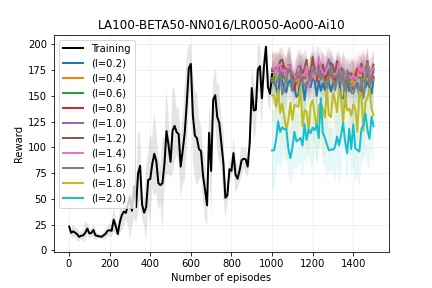 LA100-BETA50-NN016/LR0050-Ao00-Ai10
200
175
150
125
100
75
50
25
0
Reward
Training
(l=0.2)
(l=0.4)
(l=0.6)
(l=0.8)
(l=1.0)
(l=1.2)
(l=1.4)
(l=1.6)
(l=1.8)
(l=2.0)
0 200 400 600 800 1000 1200 1400
Number of episodes